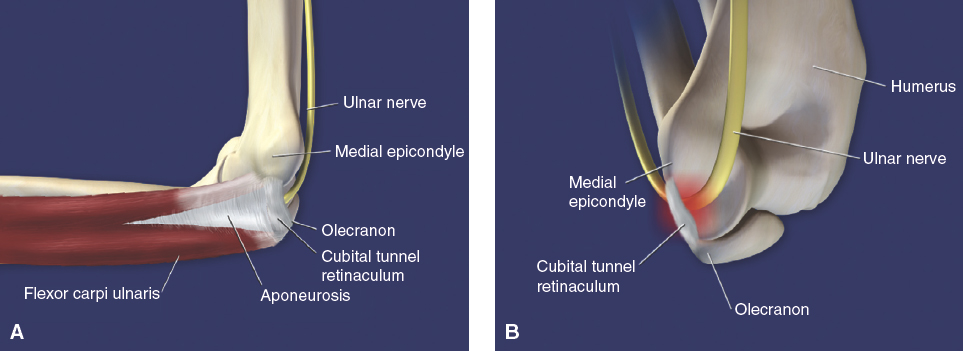 Ulnar nerve
Medial epicondyle
Olecranon
Cubital tunnel
retinaculum
Aponeurosis
Flexor carpi ulnaris
A
Humerus
Ulnar nerve
Medial
epicondyle
Cubital tunnel
retinaculum
Olecranon
B